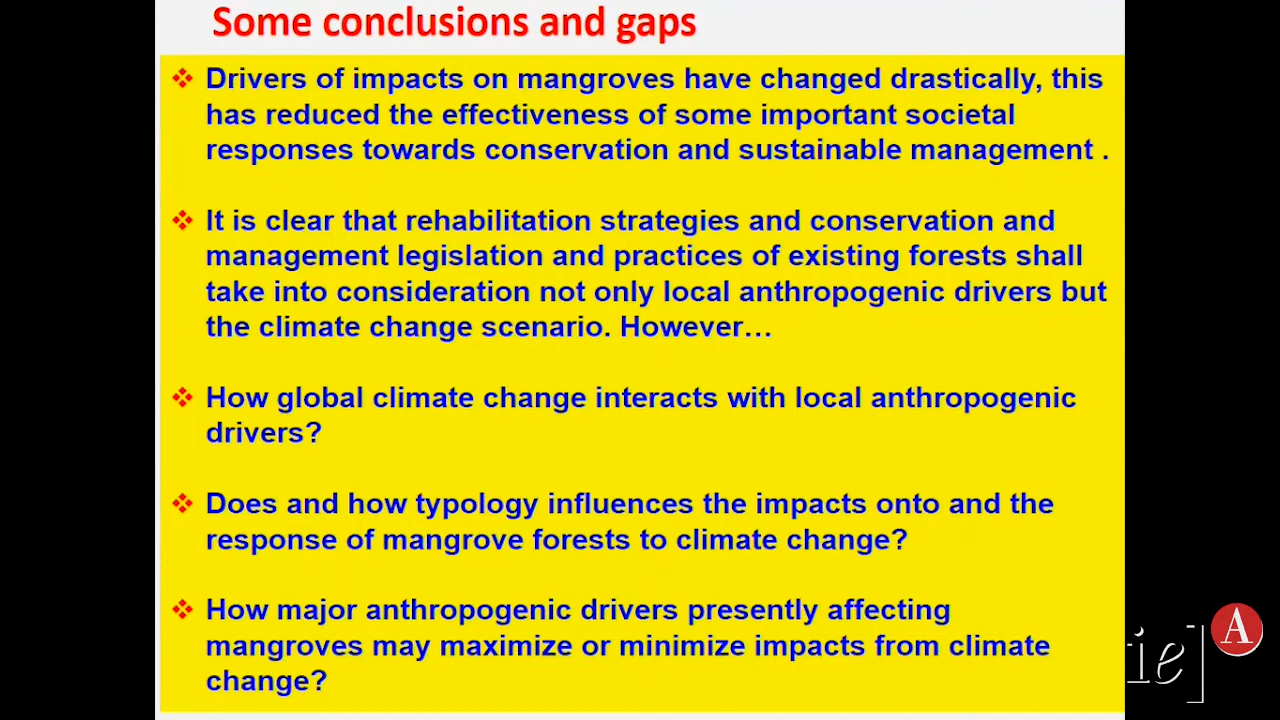 Some conclusions and gaps
❖ Drivers of impacts on mangroves have changed drastically, this
has reduced the effectiveness of some important societal
responses towards conservation and sustainable management .
❖ It is clear that rehabilitation strategies and conservation and
management legislation and practices of existing forests shall
take into consideration not only local anthropogenic drivers but
the climate change scenario. However…
❖ How global climate change interacts with local anthropogenic
drivers?
❖ Does and how typology influences the impacts onto and the
response of mangrove forests to climate change?
❖ How major anthropogenic drivers presently affecting
mangroves may maximize or minimize impacts from climate
change?
ie]
A